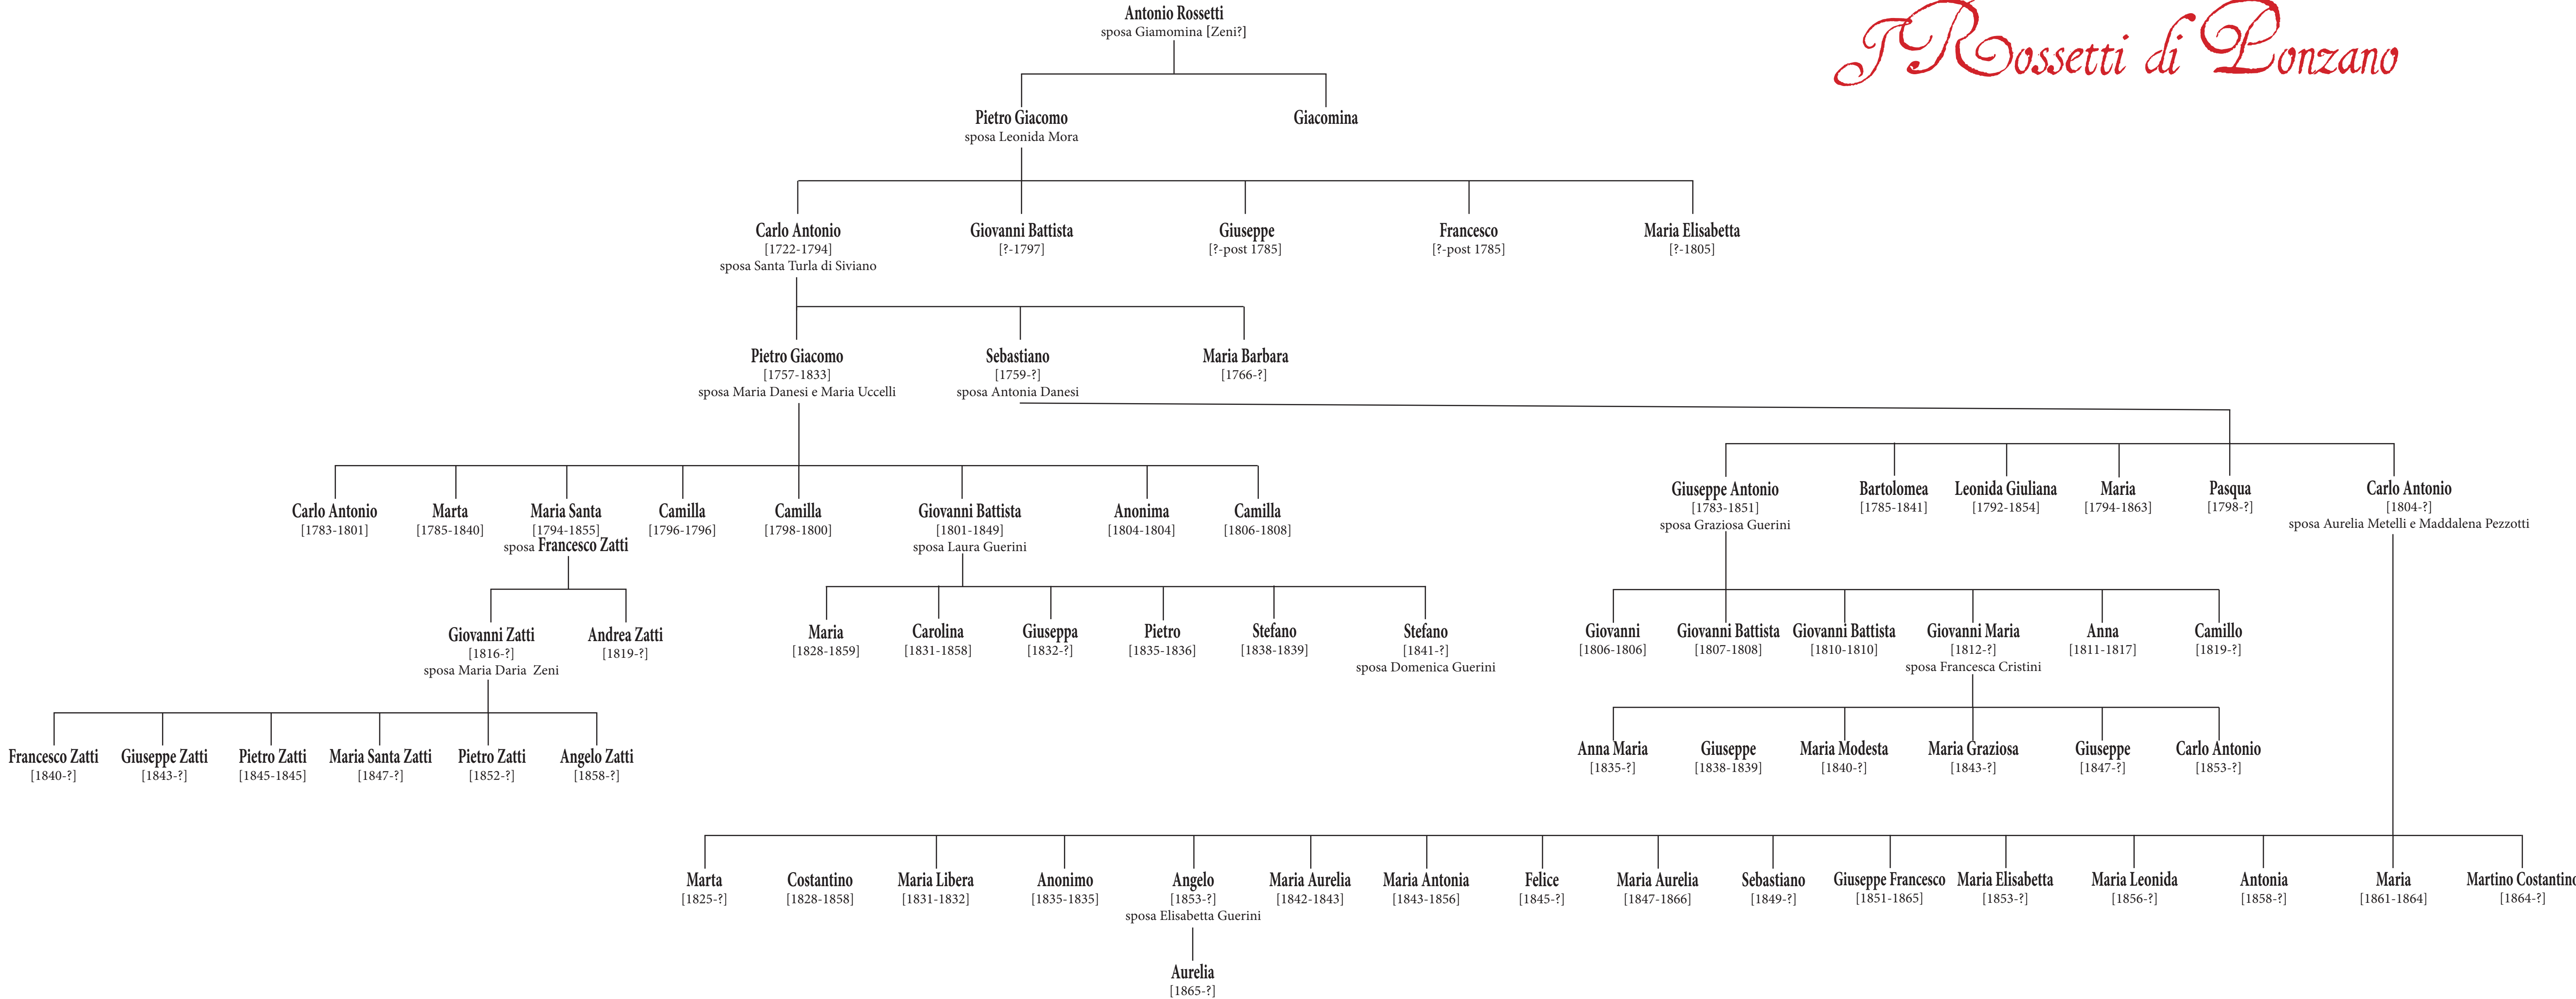 I Rossetti di Ponzano
Antonio Rossetti
sposa Giamomina [Zeni?]
Pietro Giacomo
sposa Leonida Mora
Giacomina
Carlo Antonio
[1722-1794]
sposa Santa Turla di Siviano
Giovanni Battista
[?-1797]
Giuseppe
[?-post 1785]
Francesco
[?-post 1785]
Maria Elisabetta
[?-1805]
Pietro Giacomo
[1757-1833]
sposa Maria Danesi e Maria Uccelli
Sebastiano
[1759-?]
sposa Antonia Danesi
Maria Barbara
[1766-?]
Carlo Antonio
[1783-1801]
Marta
[1785-1840]
Maria Santa
[1794-1855]
sposa Francesco Zatti
Camilla
[1796-1796]
Camilla
[1798-1800]
Giovanni Battista
[1801-1849]
sposa Laura Guerini
Anonima
[1804-1804]
Camilla
[1806-1808]
Giuseppe Antonio
[1783-1851]
sposa Graziosa Guerini
Bartolomea
[1785-1841]
Leonida Giuliana
[1792-1854]
Maria
[1794-1863]
Pasqua
[1798-?]
Carlo Antonio
[1804-?]
sposa Aurelia Metelli e Maddalena Pezzotti
Giovanni Zatti
[1816-?]
sposa Maria Daria Zeni
Andrea Zatti
[1819-?]
Maria
[1828-1859]
Carolina
[1831-1858]
Giuseppa
[1832-?]
Pietro
[1835-1836]
Stefano
[1838-1839]
Stefano
[1841-?]
sposa Domenica Guerini
Giovanni
[1806-1806]
Giovanni Battista
[1807-1808]
Giovanni Battista
[1810-1810]
Giovanni Maria
[1812-?]
sposa Francesca Cristini
Anna
[1811-1817]
Camillo
[1819-?]
Francesco Zatti
[1840-?]
Giuseppe Zatti
[1843-?]
Pietro Zatti
[1845-1845]
Maria Santa Zatti
[1847-?]
Pietro Zatti
[1852-?]
Angelo Zatti
[1858-?]
Anna Maria
[1835-?]
Giuseppe
[1838-1839]
Maria Modesta
[1840-?]
Maria Graziosa
[1843-?]
Giuseppe
[1847-?]
Carlo Antonio
[1853-?]
Marta
[1825-?]
Costantino
[1828-1858]
Maria Libera
[1831-1832]
Anonimo
[1835-1835]
Angelo
[1853-?]
sposa Elisabetta Guerini
Maria Aurelia
[1842-1843]
Maria Antonia
[1843-1856]
Felice
[1845-?]
Maria Aurelia
[1847-1866]
Sebastiano
[1849-?]
Giuseppe Francesco
[1851-1865]
Maria Elisabetta
[1853-?]
Maria Leonida
[1856-?]
Antonia
[1858-?]
Maria
[1861-1864]
Martino Costantino
[1864-?]
Aurelia
[1865-?]